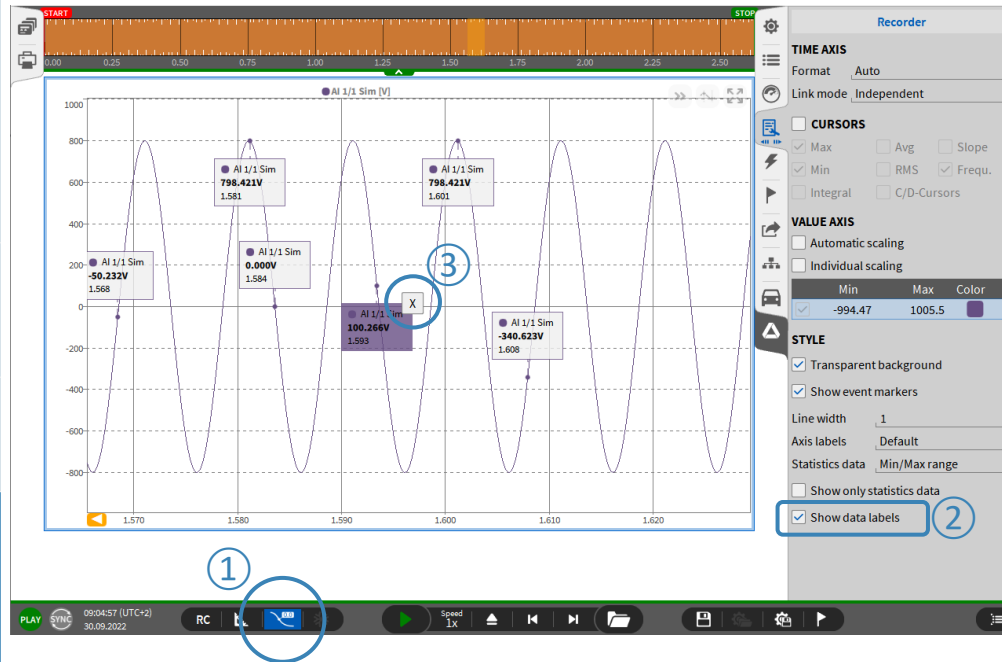 START
STOP
0.00 0.25 0.50 0.75 1.00 1.25 1.50 1.75 2.00 2.25 2.50
AI 1/1 Sim [V]
1000
800
600
400
200
0
-200
-400
-600
-800
1.570 1.580 1.590 1.600 1.610 1.620
AI 1/1 Sim
-50.232V
1.568
AI 1/1 Sim
798.421V
1.581
AI 1/1 Sim
0.000V
1.584
AI 1/1 Sim
100.266V
1.593
X
3
AI 1/1 Sim
798.421V
1.601
AI 1/1 Sim
-340.623V
1.608
Recorder
TIME AXIS
Format Auto
Link mode Independent
CURSORS
Max Avg Slope
Min RMS Frequ.
Integral C/D-Cursors
VALUE AXIS
Automatic scaling
Individual scaling
Min Max Color
-994.47 1005.5
STYLE
Transparent background
Show event markers
Line width 1
Axis labels Default
Statistics data Min/Max range
Show only statistics data
Show data labels
2
1
PLAY SYNC
09:04:57 (UTC+2)
30.09.2022
RC
0.0
Speed
1x